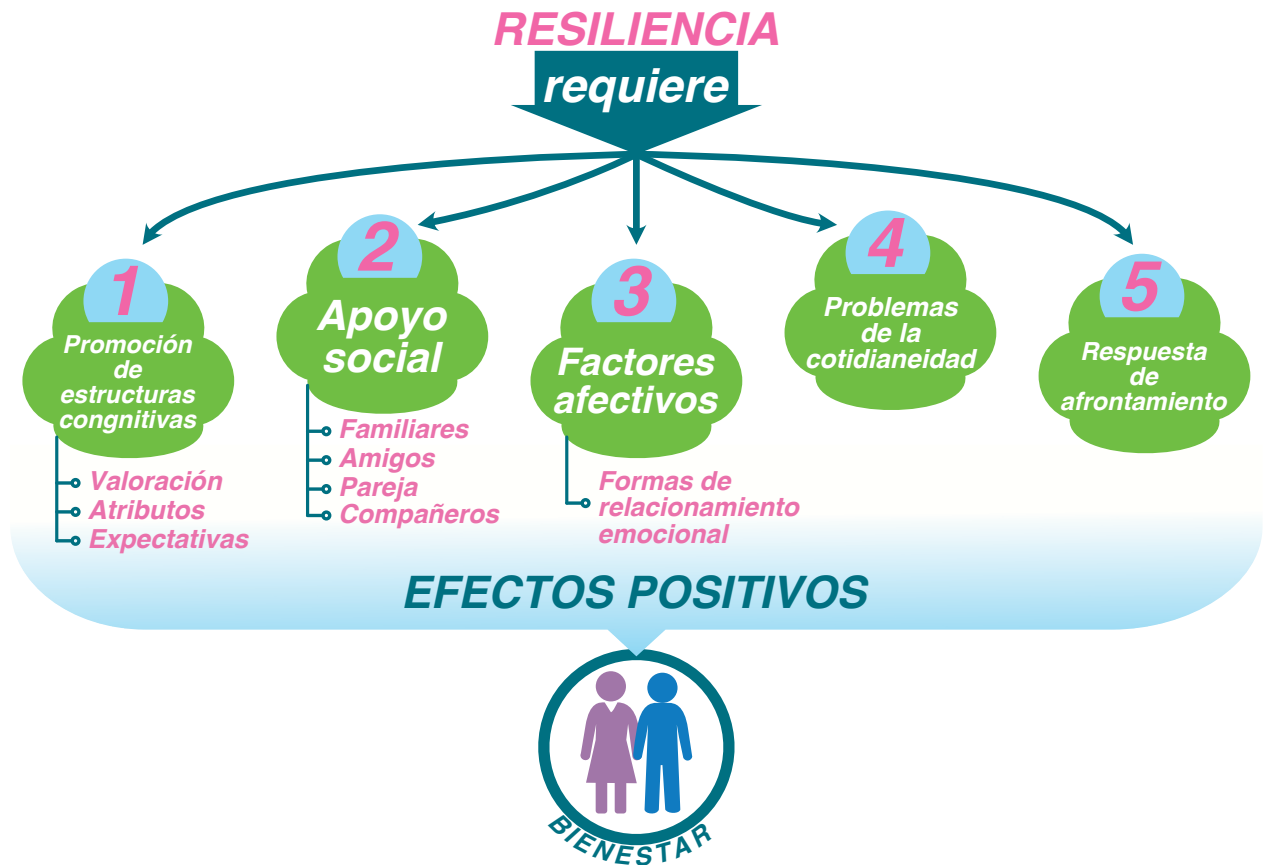 RESILIENCIA
requiere
1
Promoción
de
estructuras
congnitivas
Valoración
Atributos
Expectativas
2
Apoyo
social
Familiares
Amigos
Pareja
Compañeros
3
Factores
afectivos
Formas de
relacionamiento
emocional
4
Problemas
de la
cotidianeidad
5
Respuesta
de
afrontamiento
EFECTOS POSITIVOS
BIENESTAR